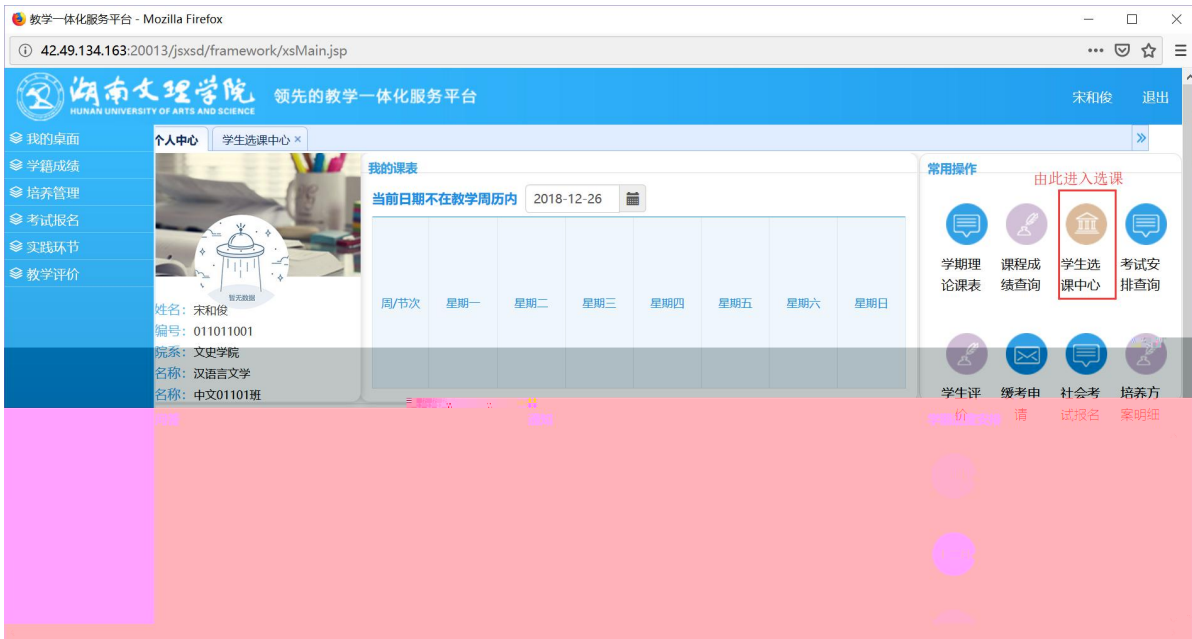 教学一体化服务平台 - Mozilla Firefox
42.49.134.163:20013/jsxsd/framework/xsMain.jsp
湖南文理学院
HUNAN UNIVERSITY OF ARTS AND SCIENCE
领先的教学一体化服务平台
宋和俊 退出
我的桌面
学籍成绩
培养管理
考试报名
实践环节
教学评价
个人中心 学生选课中心 ×
暂无数据
姓名：宋和俊
编号：011011001
院系：文史学院
名称：汉语言文学
名称：中文01101班
我的课表
当前日期不在教学周历内 2018-12-26
周/节次 星期一 星期二 星期三 星期四 星期五 星期六 星期日
常用操作
由此进入选课
学期理论课表
课程成绩查询
学生选课中心
考试安排查询
学生评价
缓考申请
社会考试报名
培养方案明细